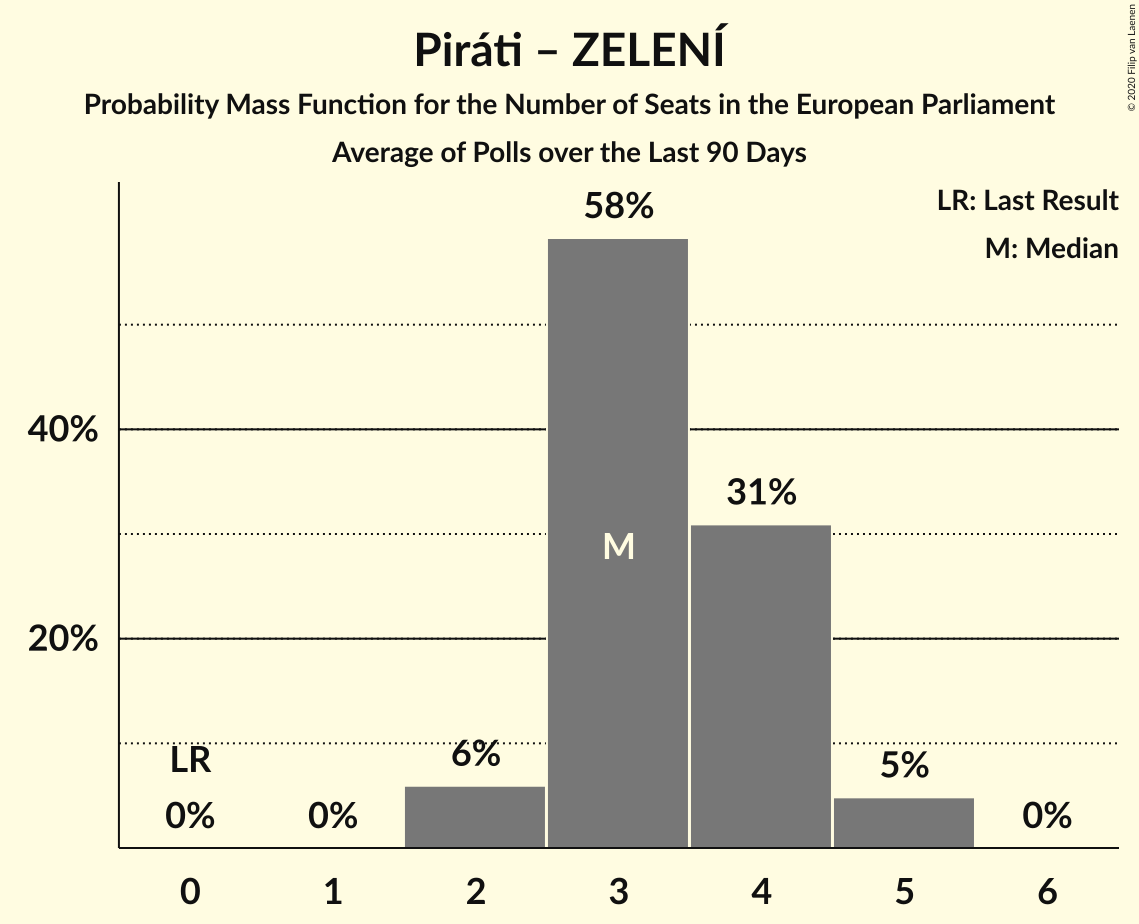 Piráti – ZELENÍ
Probability Mass Function for the Number of Seats in the European Parliament
Average of Polls over the Last 90 Days
© 2020 Filip van Laenen
LR: Last Result
M: Median
58%
40%
31%
M
20%
LR
6%
5%
0%
0%
0%
0 1 2 3 4 5 6